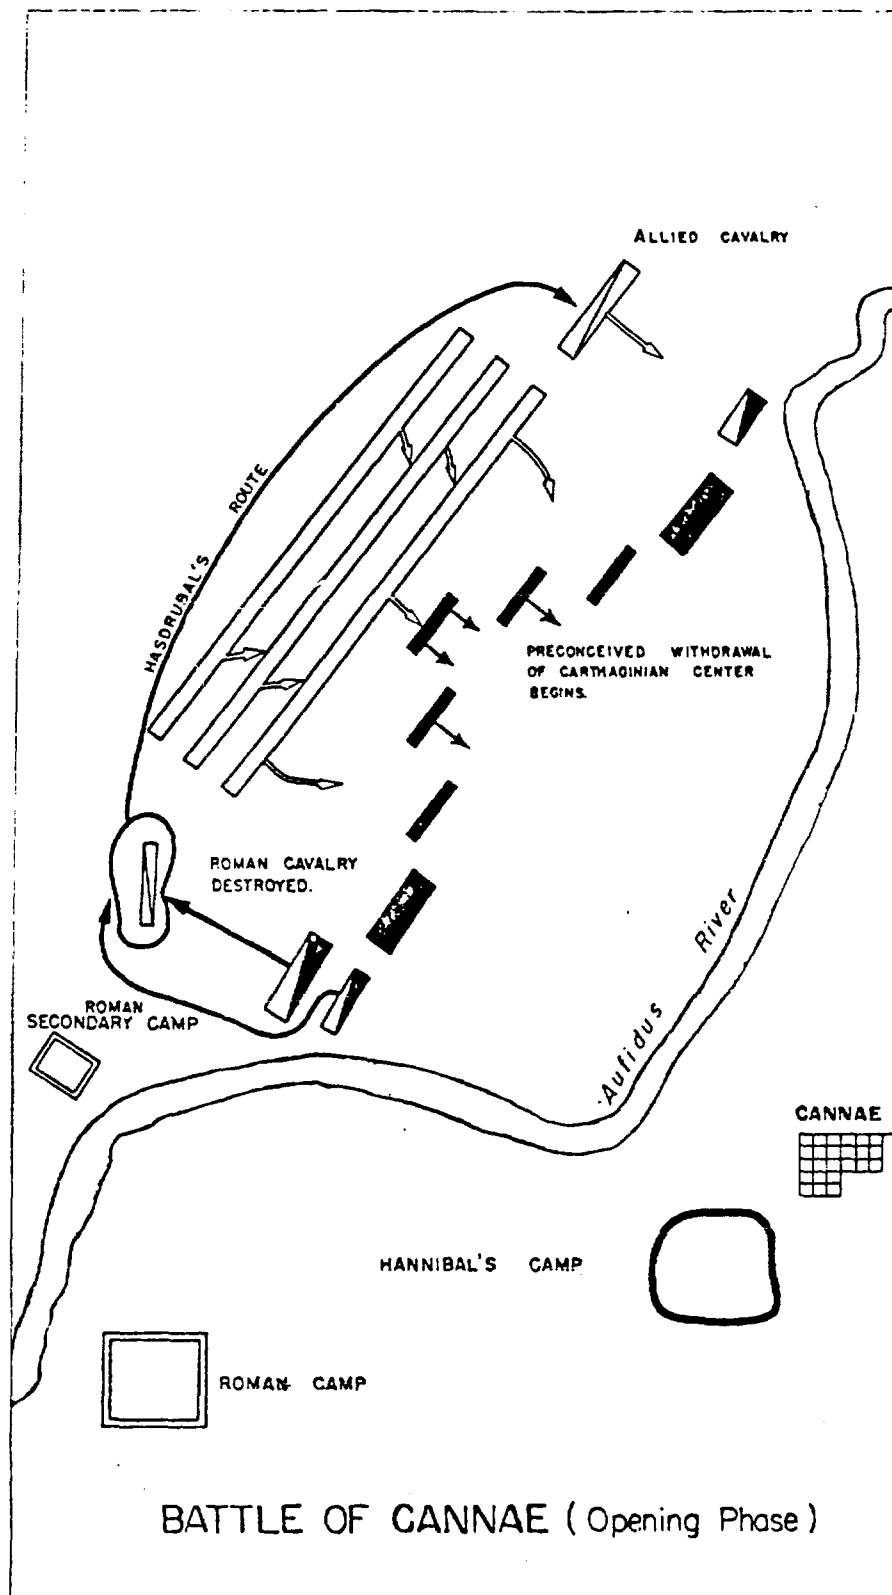 ALLIED CAVALRY
HASDRUBAL'S ROUTE
PRECONCEIVED WITHDRAWAL
OF CARTHAGINIAN CENTER
BEGINS.
ROMAN CAVALRY
DESTROYED.
Aufidus River
ROMAN
SECONDARY CAMP
CANNAE
HANNIBAL'S CAMP
ROMAN CAMP
BATTLE OF CANNAE (Opening Phase)